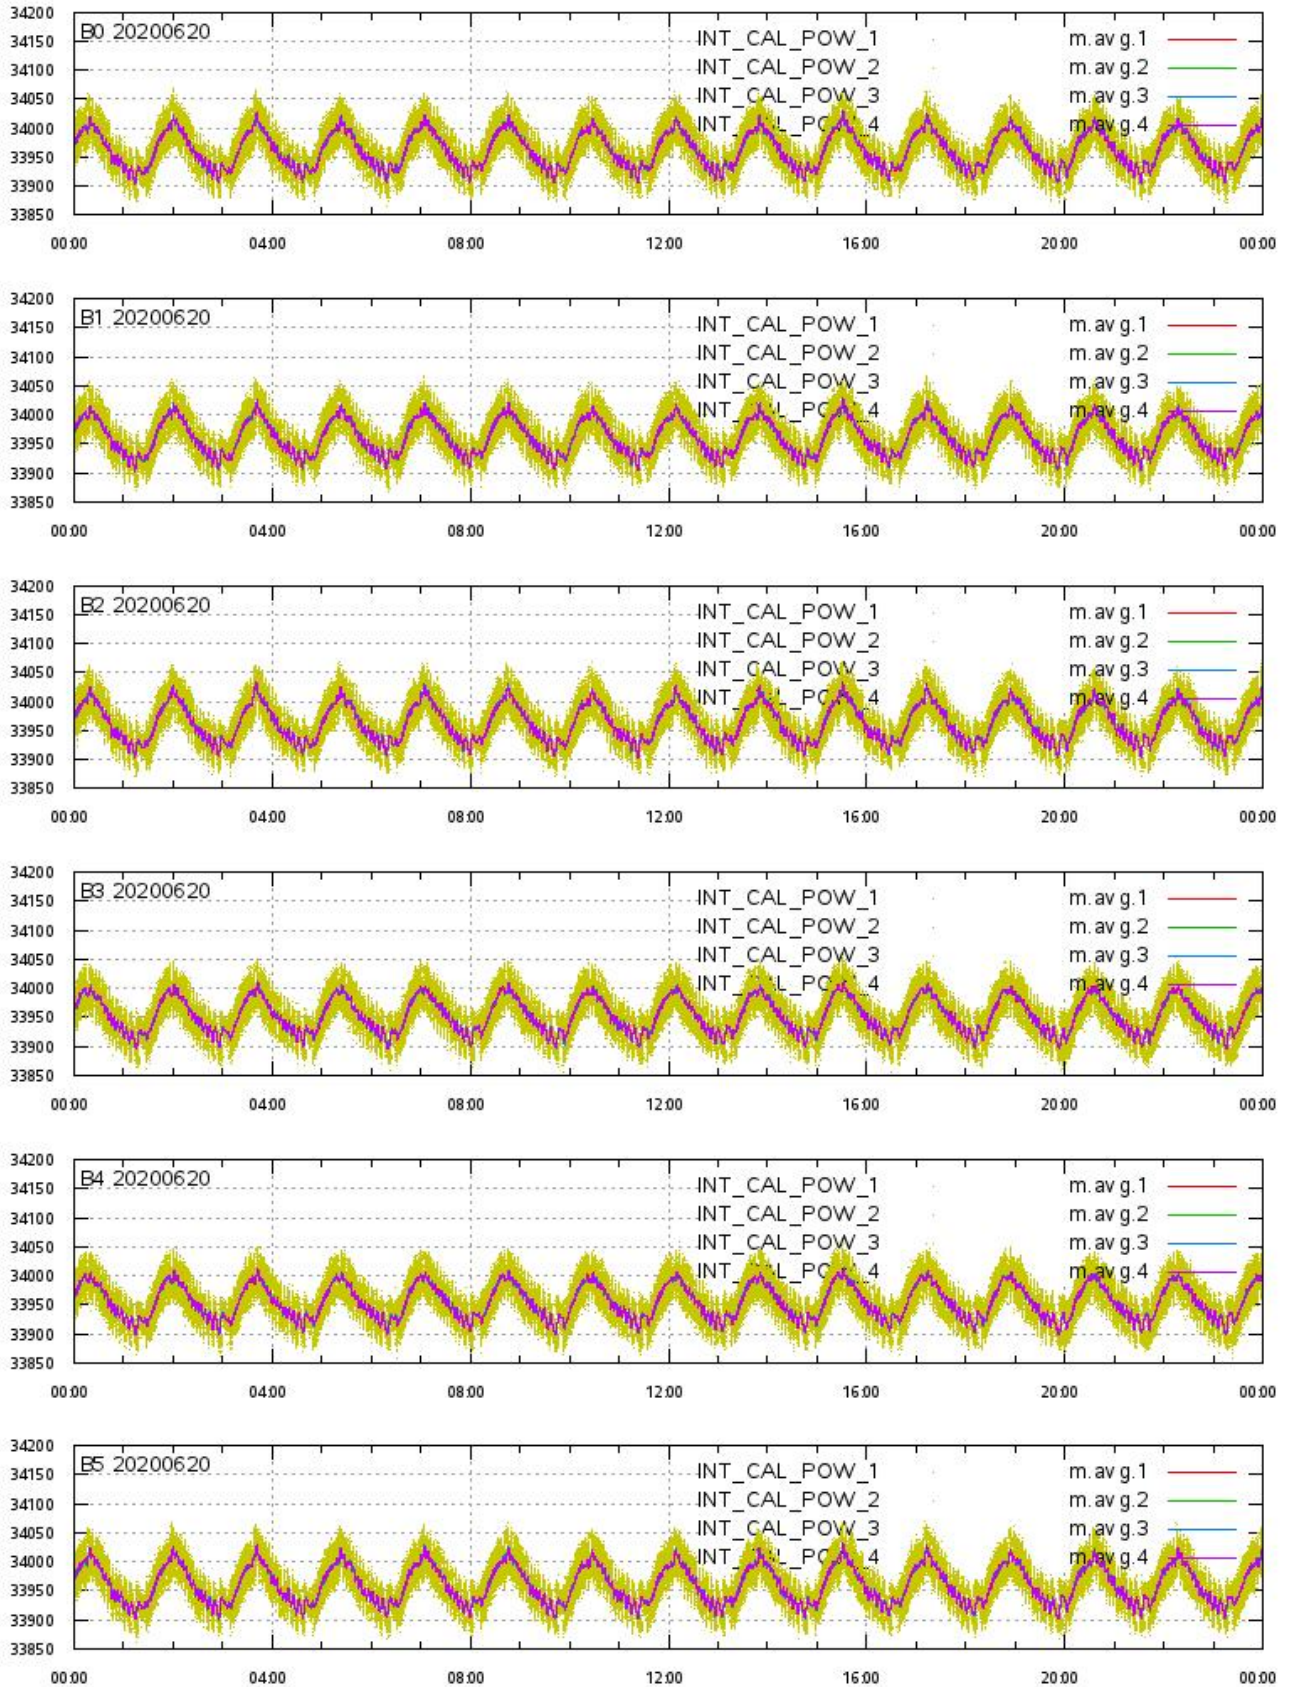 34200
B0 20200620 INT_CAL_POW_1 m.avg.1
34150
34100 INT_CAL_POW_2 m.avg.2
34050 INT_CAL_POW_3 m.avg.3
34000 INT_CAL_POW_4 m.avg.4
33950
33900
33850
00:00 04:00 08:00 12:00 16:00 20:00 00:00
34200
B1 20200620 INT_CAL_POW_1 m.avg.1
34150
34100 INT_CAL_POW_2 m.avg.2
34050 INT_CAL_POW_3 m.avg.3
34000 INT_CAL_POW_4 m.avg.4
33950
33900
33850
00:00 04:00 08:00 12:00 16:00 20:00 00:00
34200
B2 20200620 INT_CAL_POW_1 m.avg.1
34150
34100 INT_CAL_POW_2 m.avg.2
34050 INT_CAL_POW_3 m.avg.3
34000 INT_CAL_POW_4 m.avg.4
33950
33900
33850
00:00 04:00 08:00 12:00 16:00 20:00 00:00
34200
B3 20200620 INT_CAL_POW_1 m.avg.1
34150
34100 INT_CAL_POW_2 m.avg.2
34050 INT_CAL_POW_3 m.avg.3
34000 INT_CAL_POW_4 m.avg.4
33950
33900
33850
00:00 04:00 08:00 12:00 16:00 20:00 00:00
34200
B4 20200620 INT_CAL_POW_1 m.avg.1
34150
34100 INT_CAL_POW_2 m.avg.2
34050 INT_CAL_POW_3 m.avg.3
34000 INT_CAL_POW_4 m.avg.4
33950
33900
33850
00:00 04:00 08:00 12:00 16:00 20:00 00:00
34200
B5 20200620 INT_CAL_POW_1 m.avg.1
34150
34100 INT_CAL_POW_2 m.avg.2
34050 INT_CAL_POW_3 m.avg.3
34000 INT_CAL_POW_4 m.avg.4
33950
33900
33850
00:00 04:00 08:00 12:00 16:00 20:00 00:00